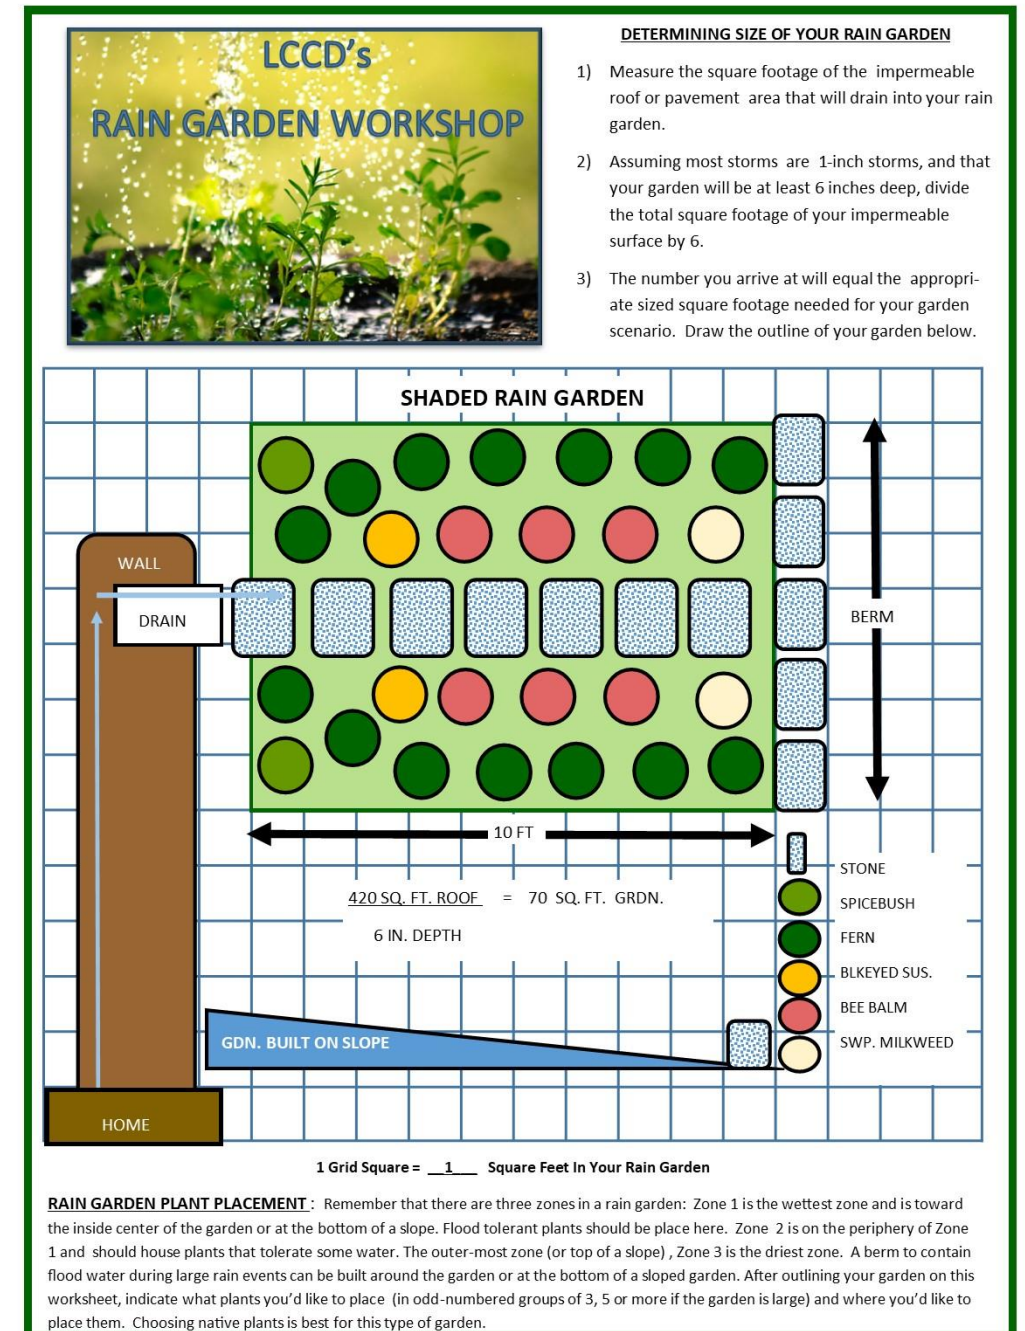 LCCD's
RAIN GARDEN WORKSHOP
DETERMINING SIZE OF YOUR RAIN GARDEN
1) Measure the square footage of the impermeable
roof or pavement area that will drain into your rain
garden.
2) Assuming most storms are 1-inch storms, and that
your garden will be at least 6 inches deep, divide
the total square footage of your impermeable
surface by 6.
3) The number you arrive at will equal the appropri-
ate sized square footage needed for your garden
scenario. Draw the outline of your garden below.
SHADED RAIN GARDEN
WALL
DRAIN
BERM
10 FT
420 SQ. FT. ROOF = 70 SQ. FT. GRDN.
6 IN. DEPTH
STONE
SPICEBUSH
FERN
BLKEYED SUS.
BEE BALM
SWP. MILKWEED
GDN. BUILT ON SLOPE
HOME
1 Grid Square = __1___ Square Feet In Your Rain Garden
RAIN GARDEN PLANT PLACEMENT : Remember that there are three zones in a rain garden: Zone 1 is the wettest zone and is toward
the inside center of the garden or at the bottom of a slope. Flood tolerant plants should be place here. Zone 2 is on the periphery of Zone
1 and should house plants that tolerate some water. The outer-most zone (or top of a slope) , Zone 3 is the driest zone. A berm to contain
flood water during large rain events can be built around the garden or at the bottom of a sloped garden. After outlining your garden on this
worksheet, indicate what plants you'd like to place (in odd-numbered groups of 3, 5 or more if the garden is large) and where you'd like to
place them. Choosing native plants is best for this type of garden.